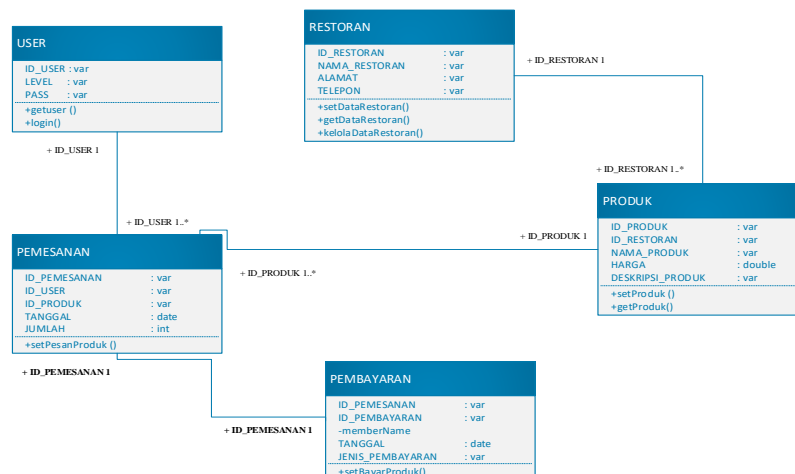 USER
ID_USER : var
LEVEL : var
PASS : var
+getuser ()
+login()
+ ID_USER 1
RESTORAN
ID_RESTORAN : var
NAMA_RESTORAN : var
ALAMAT : var
TELEPON : var
+setDataRestoran()
+getDataRestoran()
+kelolaDataRestoran()
+ ID_RESTORAN 1
+ ID_RESTORAN 1..*
PRODUK
ID_PRODUK : var
ID_RESTORAN : var
NAMA_PRODUK : var
HARGA : double
DESKRIPSI_PRODUK : var
+setProduk ()
+getProduk()
+ ID_USER 1..*
+ ID_PRODUK 1
+ ID_PRODUK 1..*
PEMESANAN
ID_PEMESANAN : var
ID_USER : var
ID_PRODUK : var
TANGGAL : date
JUMLAH : int
+setPesanProduk ()
+ ID_PEMESANAN 1
+ ID_PEMESANAN 1
PEMBAYARAN
ID_PEMESANAN : var
ID_PEMBAYARAN : var
-memberName
TANGGAL : date
JENIS_PEMBAYARAN : var
+setBayarProduk()